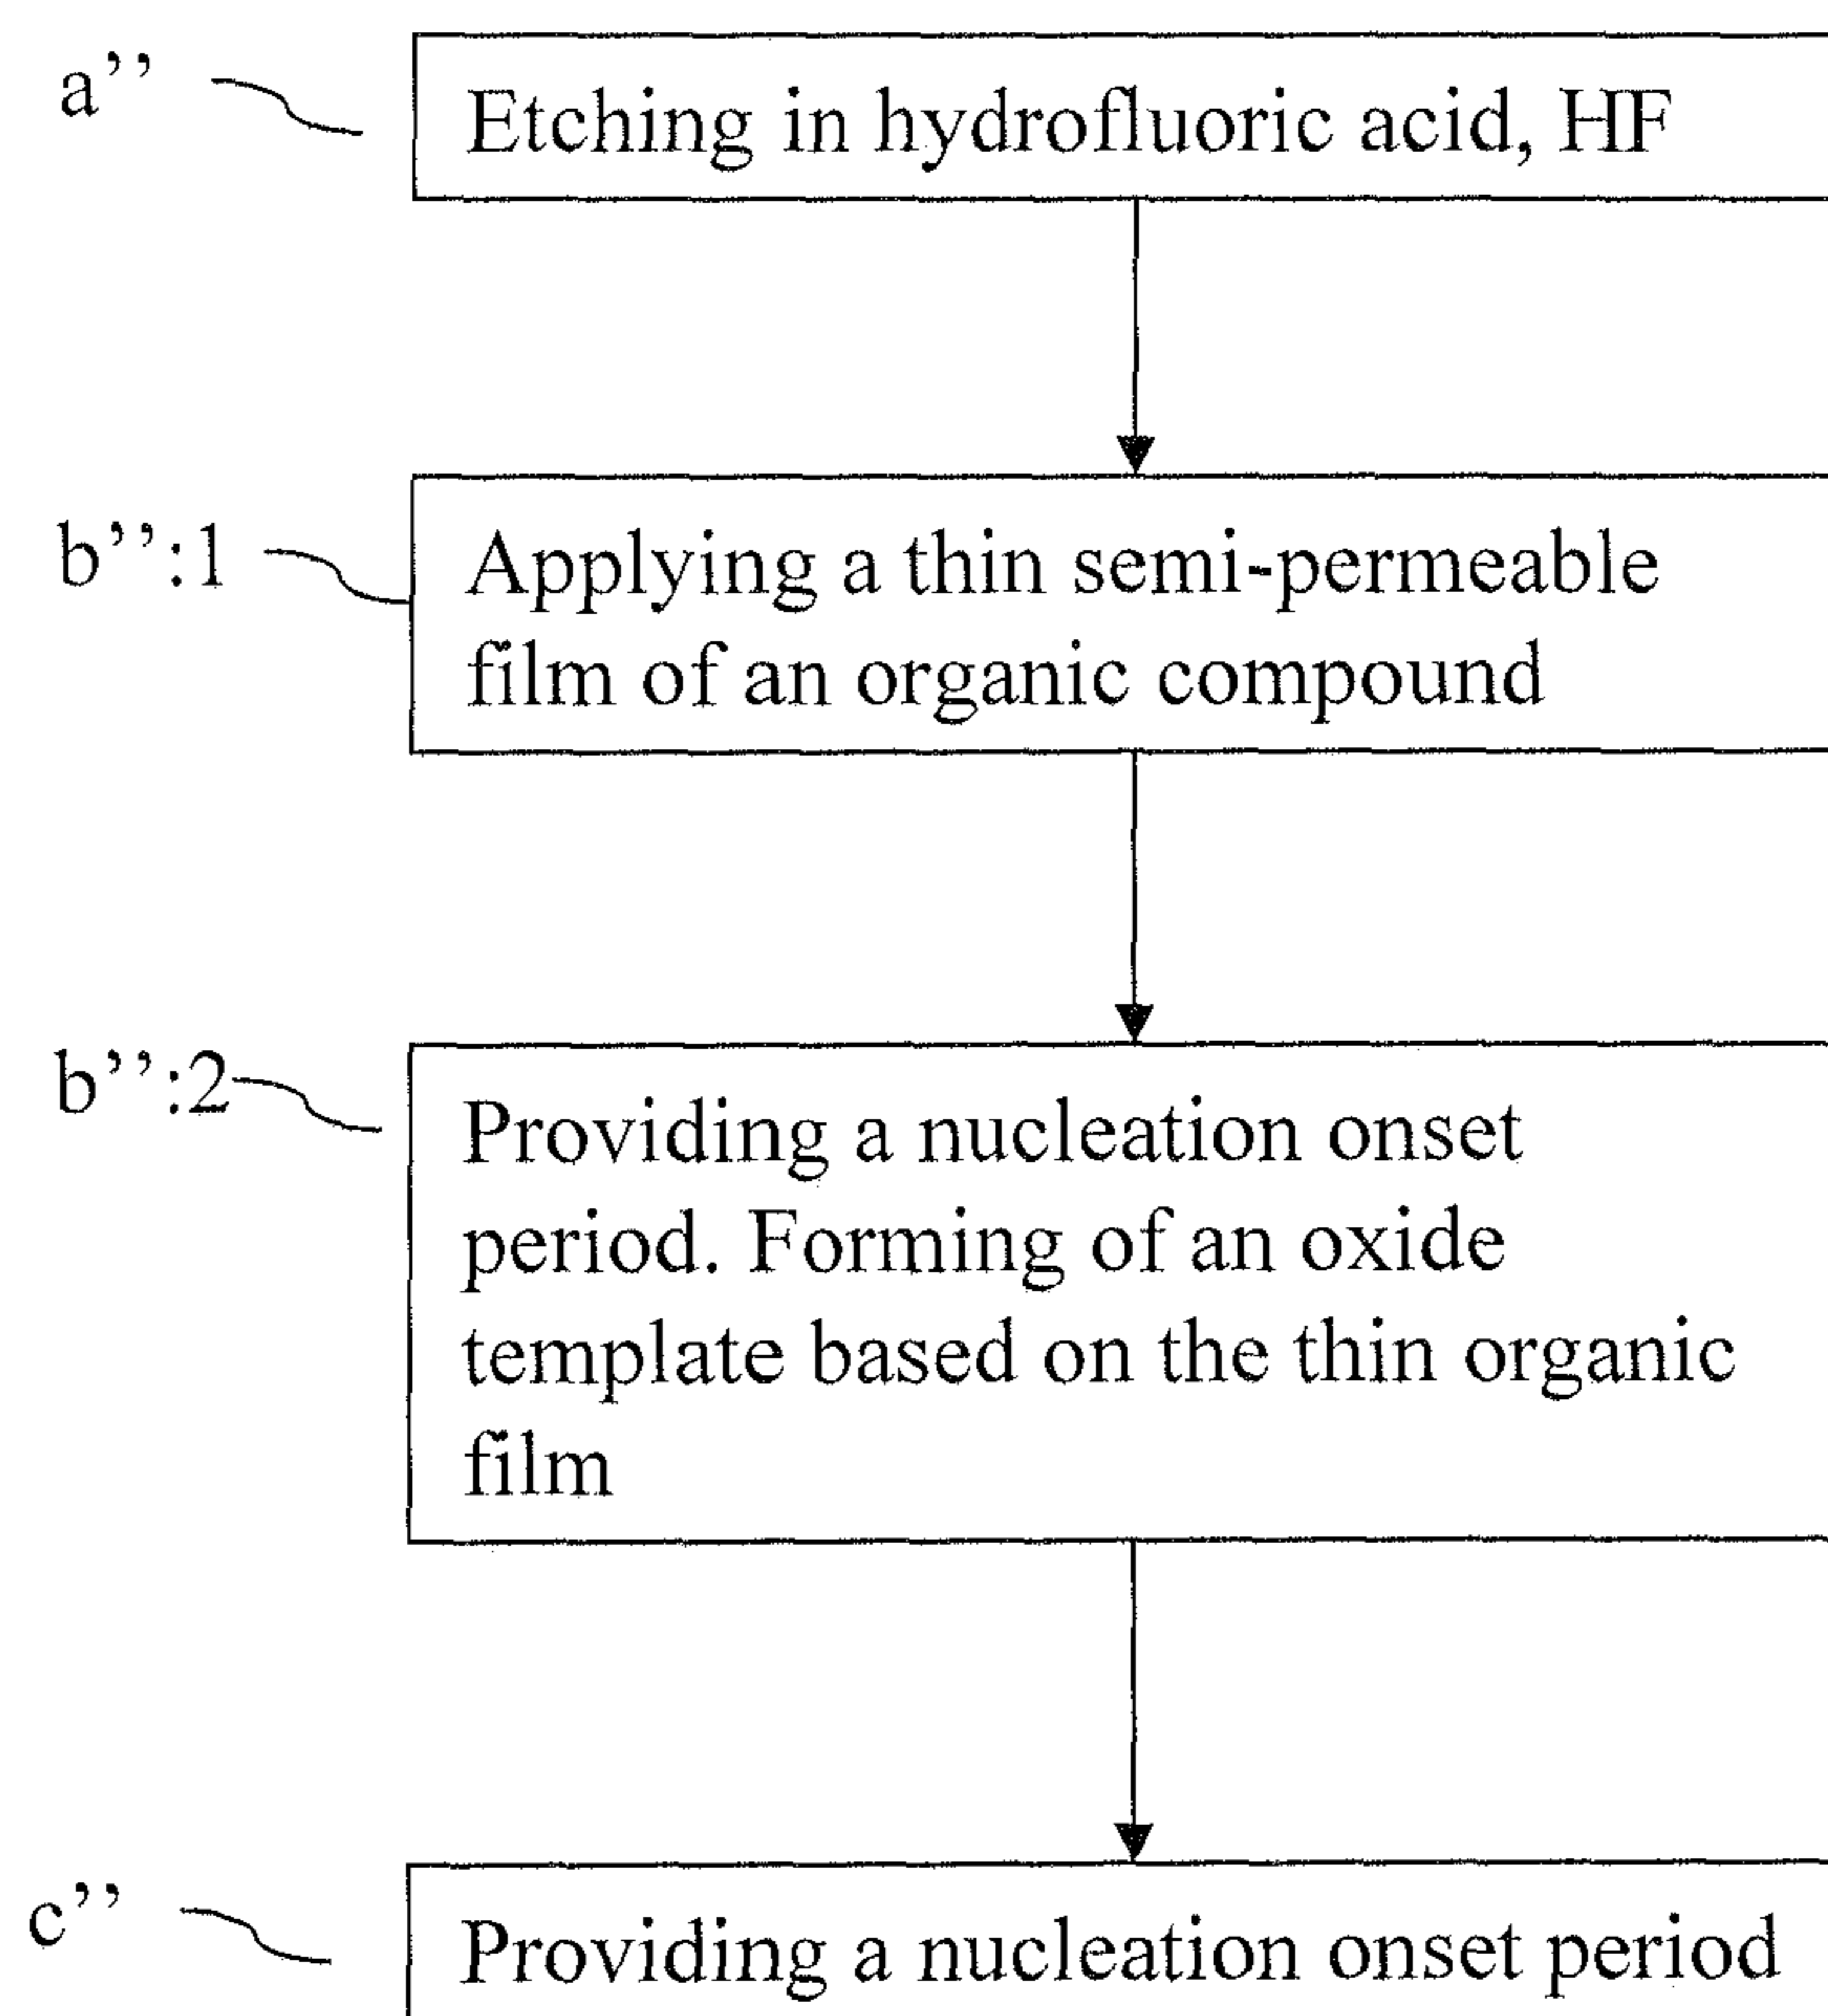 a’’
Etching in hydrofluoric acid, HF
b’’:1
Applying a thin semi-permeable
film of an organic compound
b’’:2
Providing a nucleation onset
period. Forming of an oxide
template based on the thin organic
film
c’’
Providing a nucleation onset period